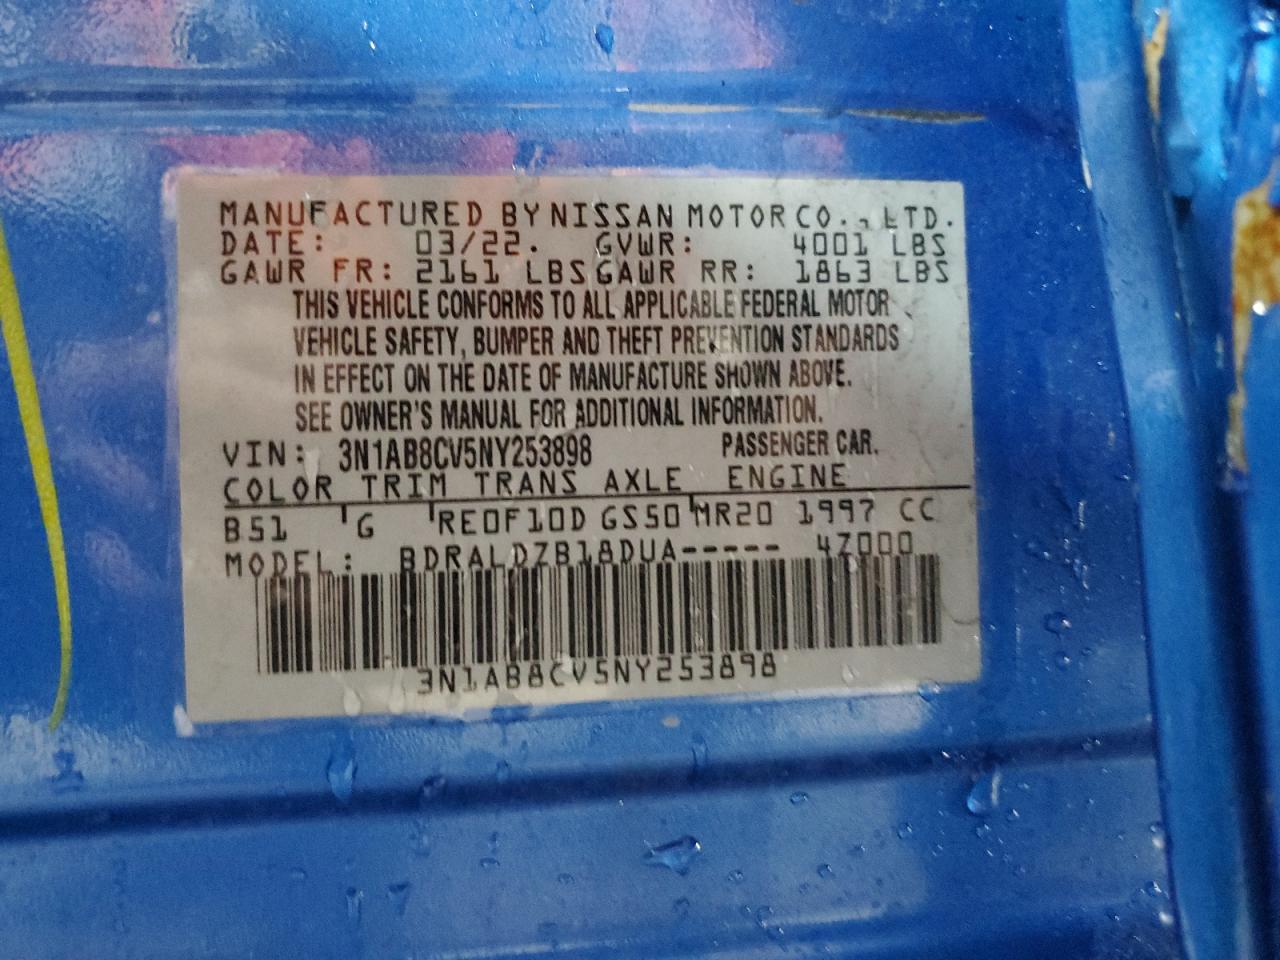 MANUFACTURED BY NISSAN MOTOR CO., LTD.
DATE: 03/22. GVWR: 4001 LBS
GAWR FR: 2161 LBS GAWR RR: 1863 LBS
THIS VEHICLE CONFORMS TO ALL APPLICABLE FEDERAL MOTOR
VEHICLE SAFETY, BUMPER AND THEFT PREVENTION STANDARDS
IN EFFECT ON THE DATE OF MANUFACTURE SHOWN ABOVE.
SEE OWNER'S MANUAL FOR ADDITIONAL INFORMATION.
VIN: 3N1AB8CV5NY253898 PASSENGER CAR.
COLOR TRIM TRANS AXLE ENGINE
B51 G RE0F10D GS50 MR20 1997 CC
MODEL: BDRALDZB18DUA----- 4Z000
3N1AB8CV5NY253898